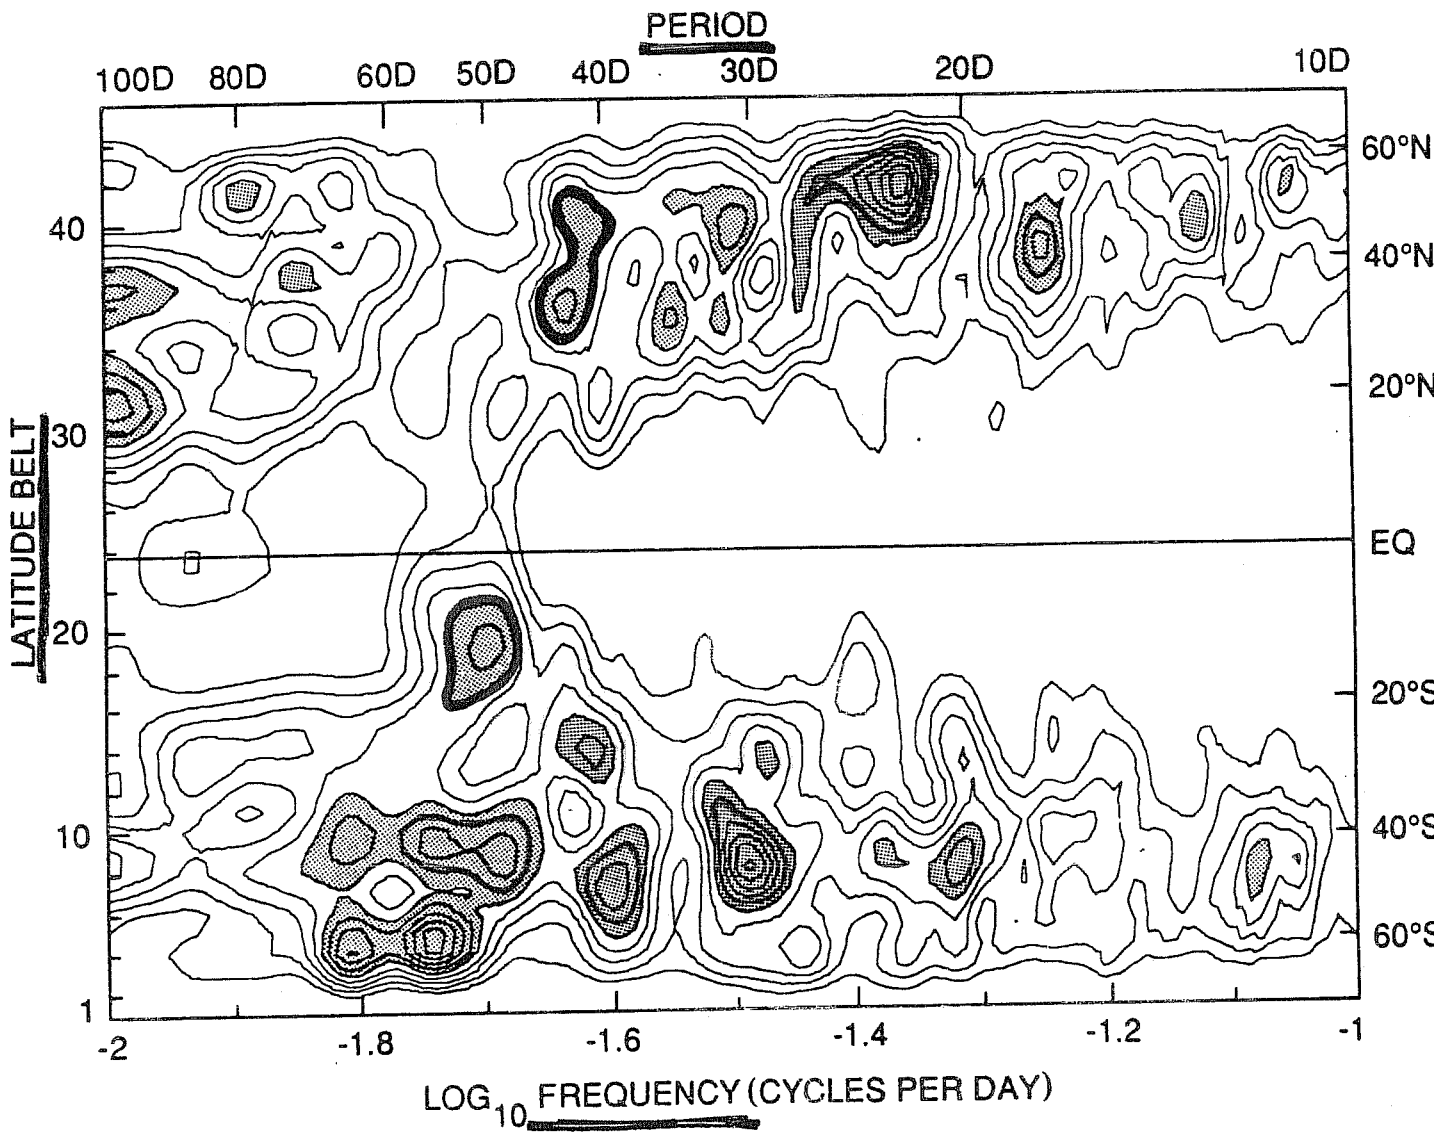 PERIOD
100D 80D 60D 50D 40D 30D 20D 10D
60°N
40
40°N
20°N
30
LATITUDE BELT
EQ
20
20°S
10
40°S
60°S
1
-2 -1.8 -1.6 -1.4 -1.2 -1
LOG10 FREQUENCY (CYCLES PER DAY)